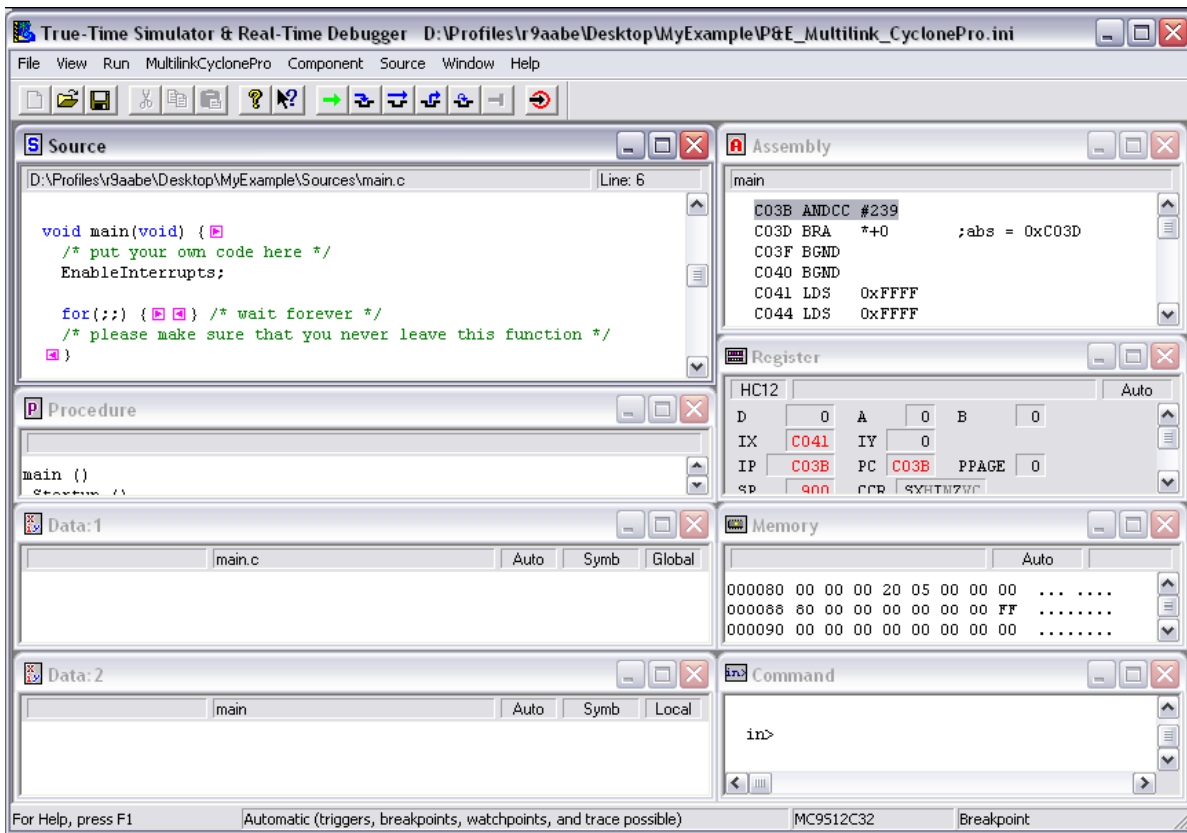 True-Time Simulator & Real-Time Debugger D:\Profiles\r9aabe\Desktop\MyExample\P&E_Multilink_CyclonePro.ini
File View Run MultilinkCyclonePro Component Source Window Help
Source
D:\Profiles\r9aabe\Desktop\MyExample\Sources\main.c Line: 6
void main(void) {
/* put your own code here */
EnableInterrupts;
for(;;) { } /* wait forever */
/* please make sure that you never leave this function */
}
Procedure
main ()
_Startup ()
Data:1
main.c Auto Symb Global
Data:2
main Auto Symb Local
Assembly
main
C03B ANDCC #239
C03D BRA *+0 ;abs = 0xC03D
C03F BGND
C040 BGND
C041 LDS 0xFFFF
C044 LDS 0xFFFF
Register
HC12 Auto
D 0 A 0 B 0
IX C041 IY 0
IP C03B PC C03B PPAGE 0
SP 900 CCR SXHINZVC
Memory
Auto
000080 00 00 00 20 05 00 00 00 ... ....
000088 80 00 00 00 00 00 00 FF ........
000090 00 00 00 00 00 00 00 00 ........
Command
in>
For Help, press F1 Automatic (triggers, breakpoints, watchpoints, and trace possible) MC9S12C32 Breakpoint